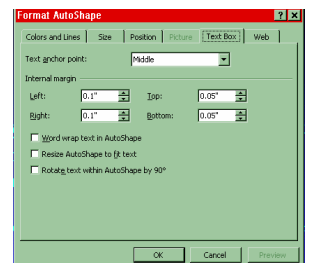 Format AutoShape ? x
Colors and Lines Size Position Picture Text Box Web
Text anchor point: Middle
Internal margin
Left: 0.1" Top: 0.05"
Right: 0.1" Bottom: 0.05"
Word wrap text in AutoShape
Resize AutoShape to fit text
Rotate text within AutoShape by 90°
OK Cancel Preview